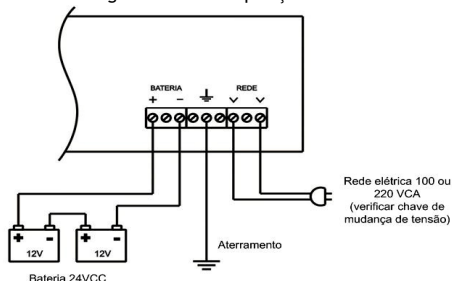 BATERIA REDE
+ −
Rede elétrica 100 ou
220 VCA
(verificar chave de
mudança de tensão)
Aterramento
+ - + -
12V 12V
Bateria 24VCC